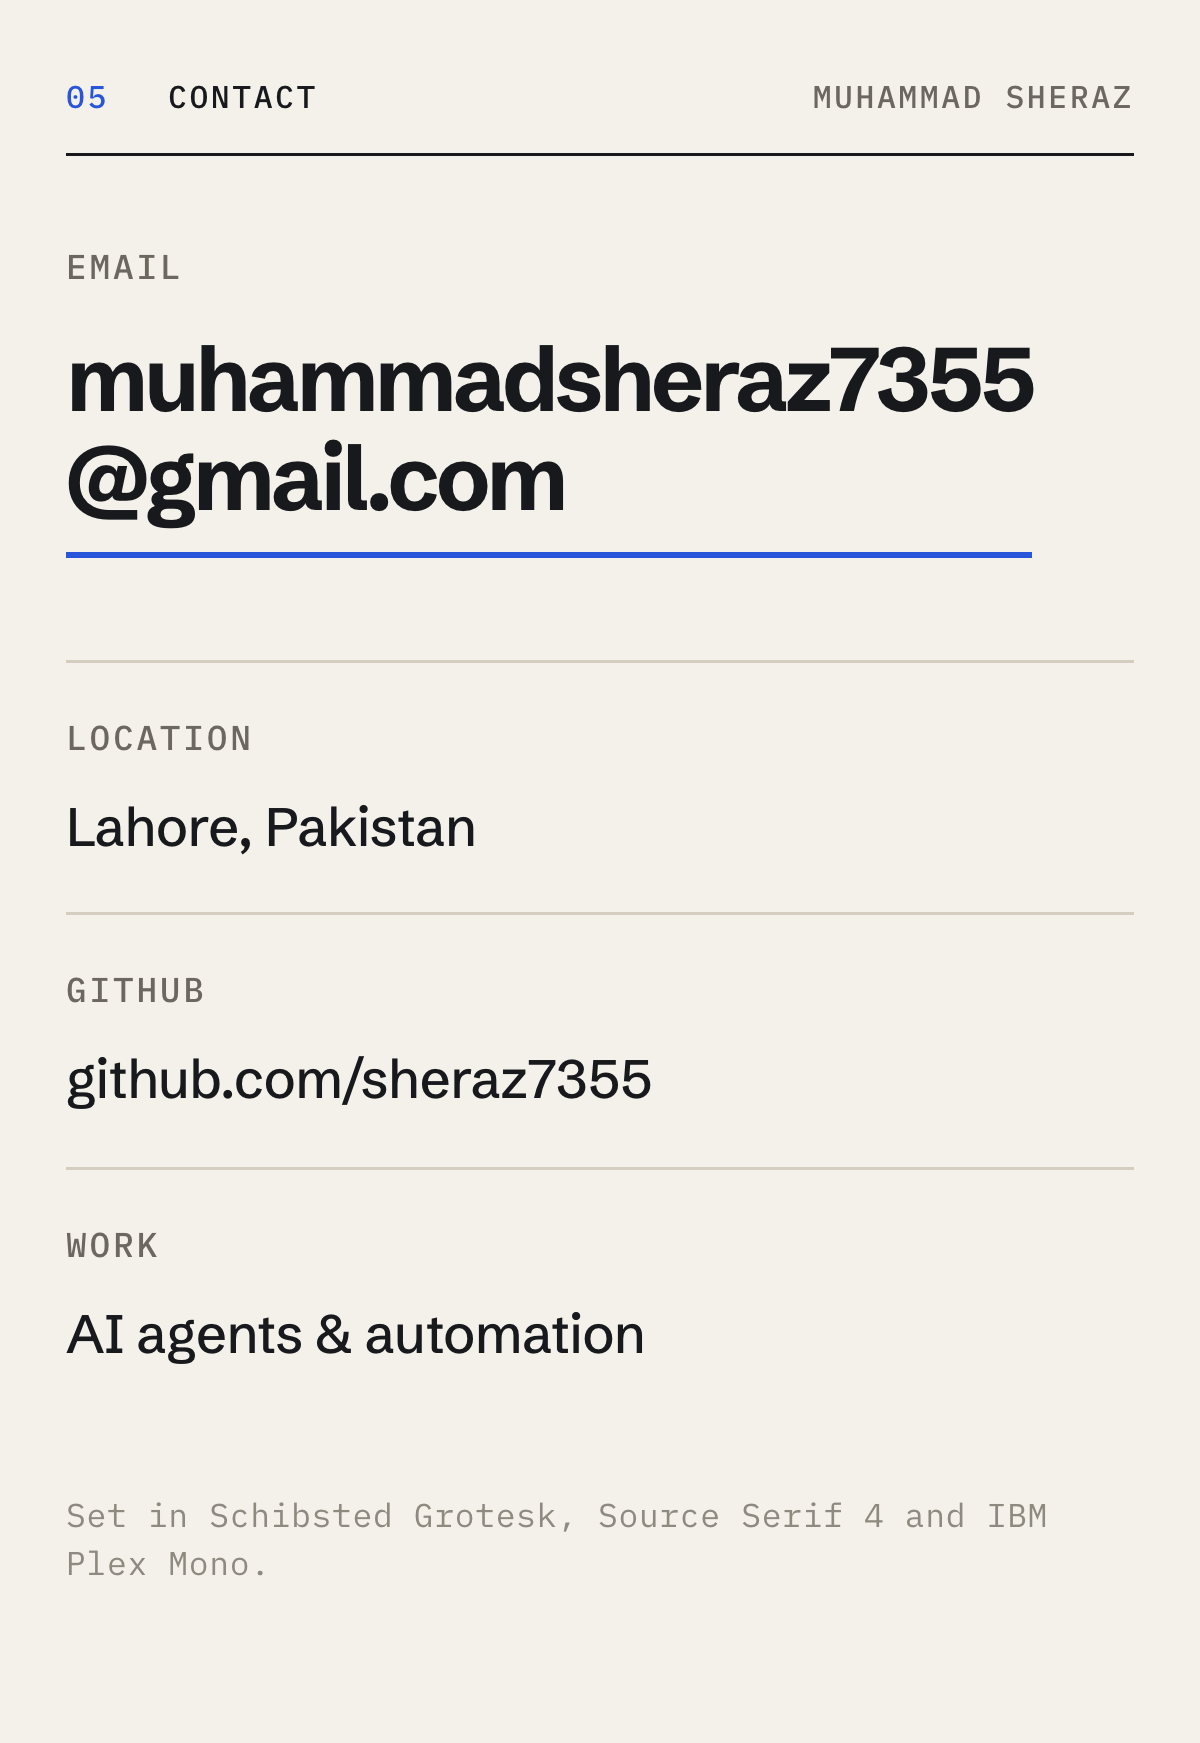 05 CONTACT MUHAMMAD SHERAZ
EMAIL
muhammadsheraz7355
@gmail.com
LOCATION
Lahore, Pakistan
GITHUB
github.com/sheraz7355
WORK
AI agents & automation
Set in Schibsted Grotesk, Source Serif 4 and IBM
Plex Mono.